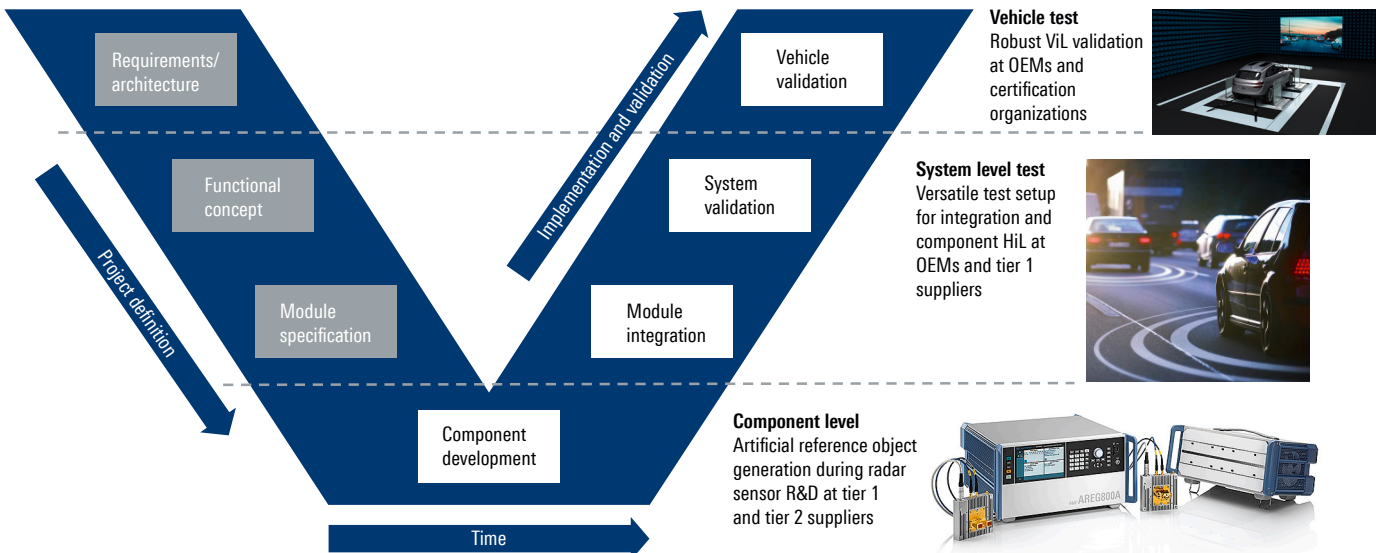 Requirements/
architecture
Functional
concept
Module
specification
Project definition
Component
development
Time
Implementation and validation
Vehicle
validation
System
validation
Module
integration
Vehicle test
Robust ViL validation
at OEMs and
certification
organizations
System level test
Versatile test setup
for integration and
component HiL at
OEMs and tier 1
suppliers
Component level
Artificial reference object
generation during radar
sensor R&D at tier 1
and tier 2 suppliers
AREG800A